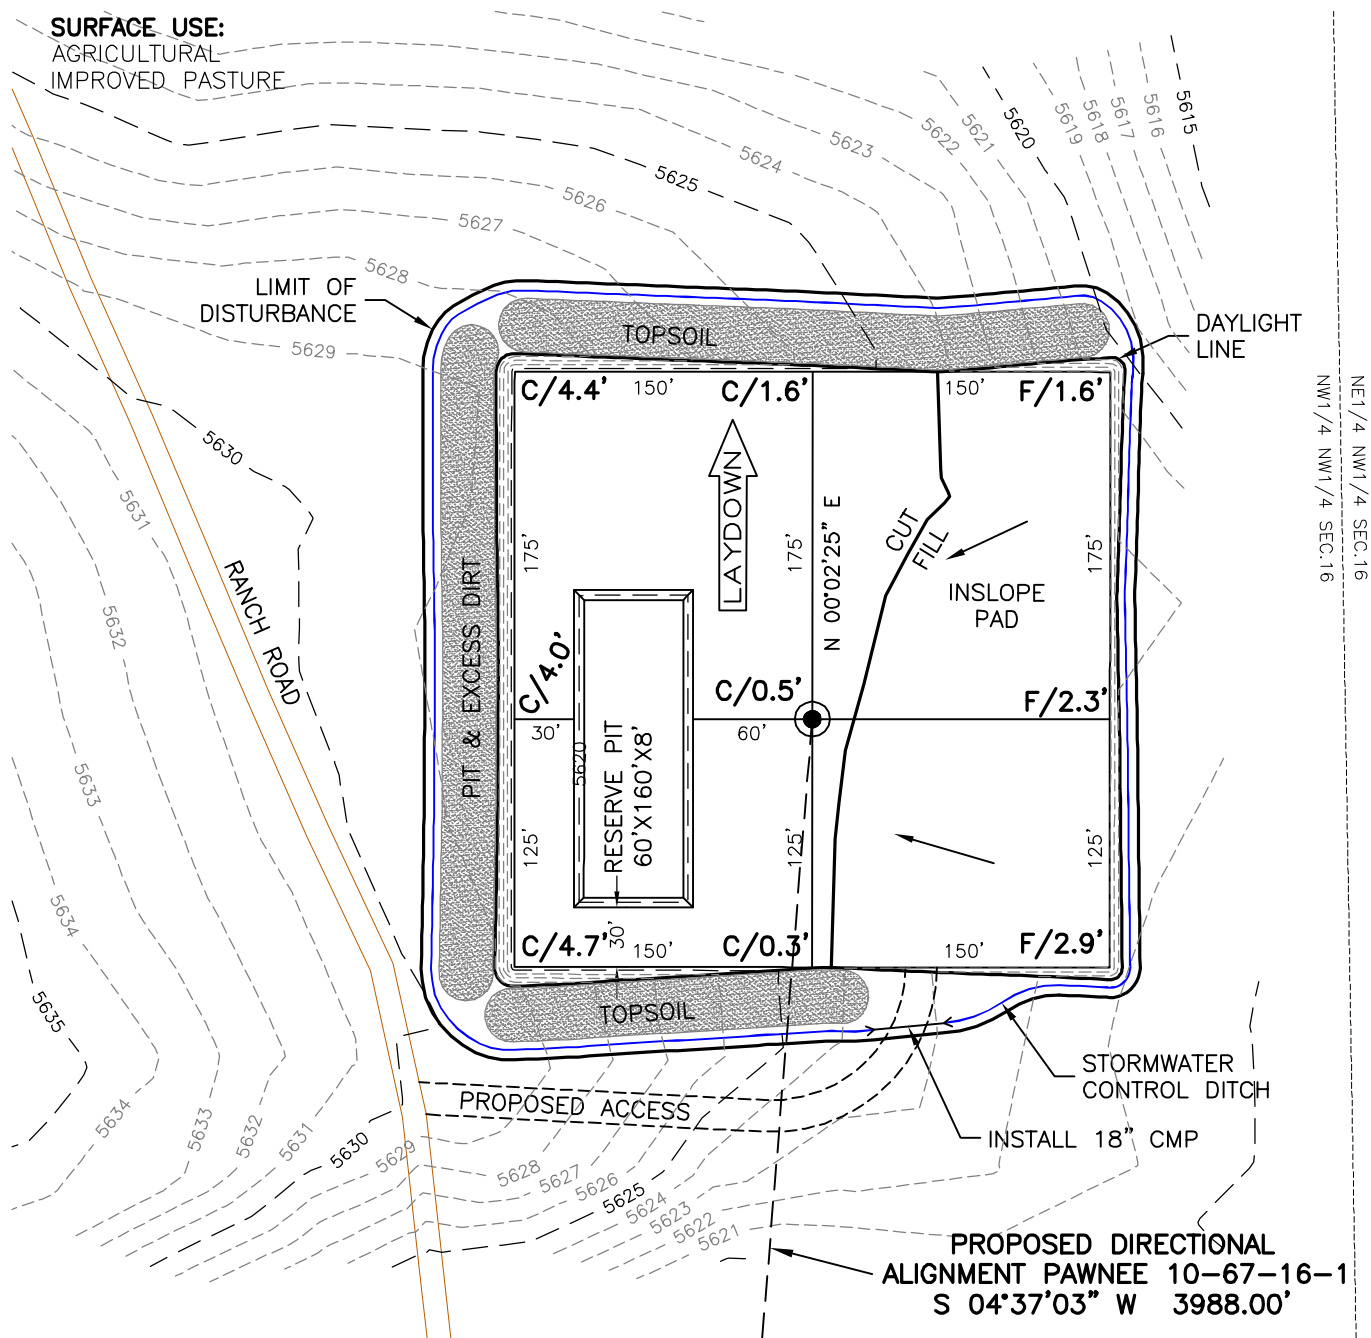 SURFACE USE:
AGRICULTURAL
IMPROVED PASTURE
5615
5616
5617
5618
5619
5620
5621
5622
5623
5624
5625
5626
5627
5628
5629
LIMIT OF
DISTURBANCE
TOPSOIL
DAYLIGHT
LINE
C/4.4'
150'
C/1.6'
150'
F/1.6'
NW1/4 NW1/4 SEC.16
NE1/4 NW1/4 SEC.16
5630
5631
LAYDOWN
N 00°02'25" E
CUT
FILL
175'
175'
175'
INSLOPE
PAD
RANCH ROAD
PIT & EXCESS DIRT
5632
C/4.0'
C/0.5'
F/2.3'
30'
60'
5620
RESERVE PIT
60'X160'X8'
5633
125'
125'
125'
5634
30'
C/4.7'
150'
C/0.3'
150'
F/2.9'
5635
TOPSOIL
STORMWATER
CONTROL DITCH
PROPOSED ACCESS
INSTALL 18" CMP
5634
5633
5632
5631
5630
5629
5628
5627
5626
5625
5624
5623
5622
5621
PROPOSED DIRECTIONAL
ALIGNMENT PAWNEE 10-67-16-1
S 04°37'03" W 3988.00'